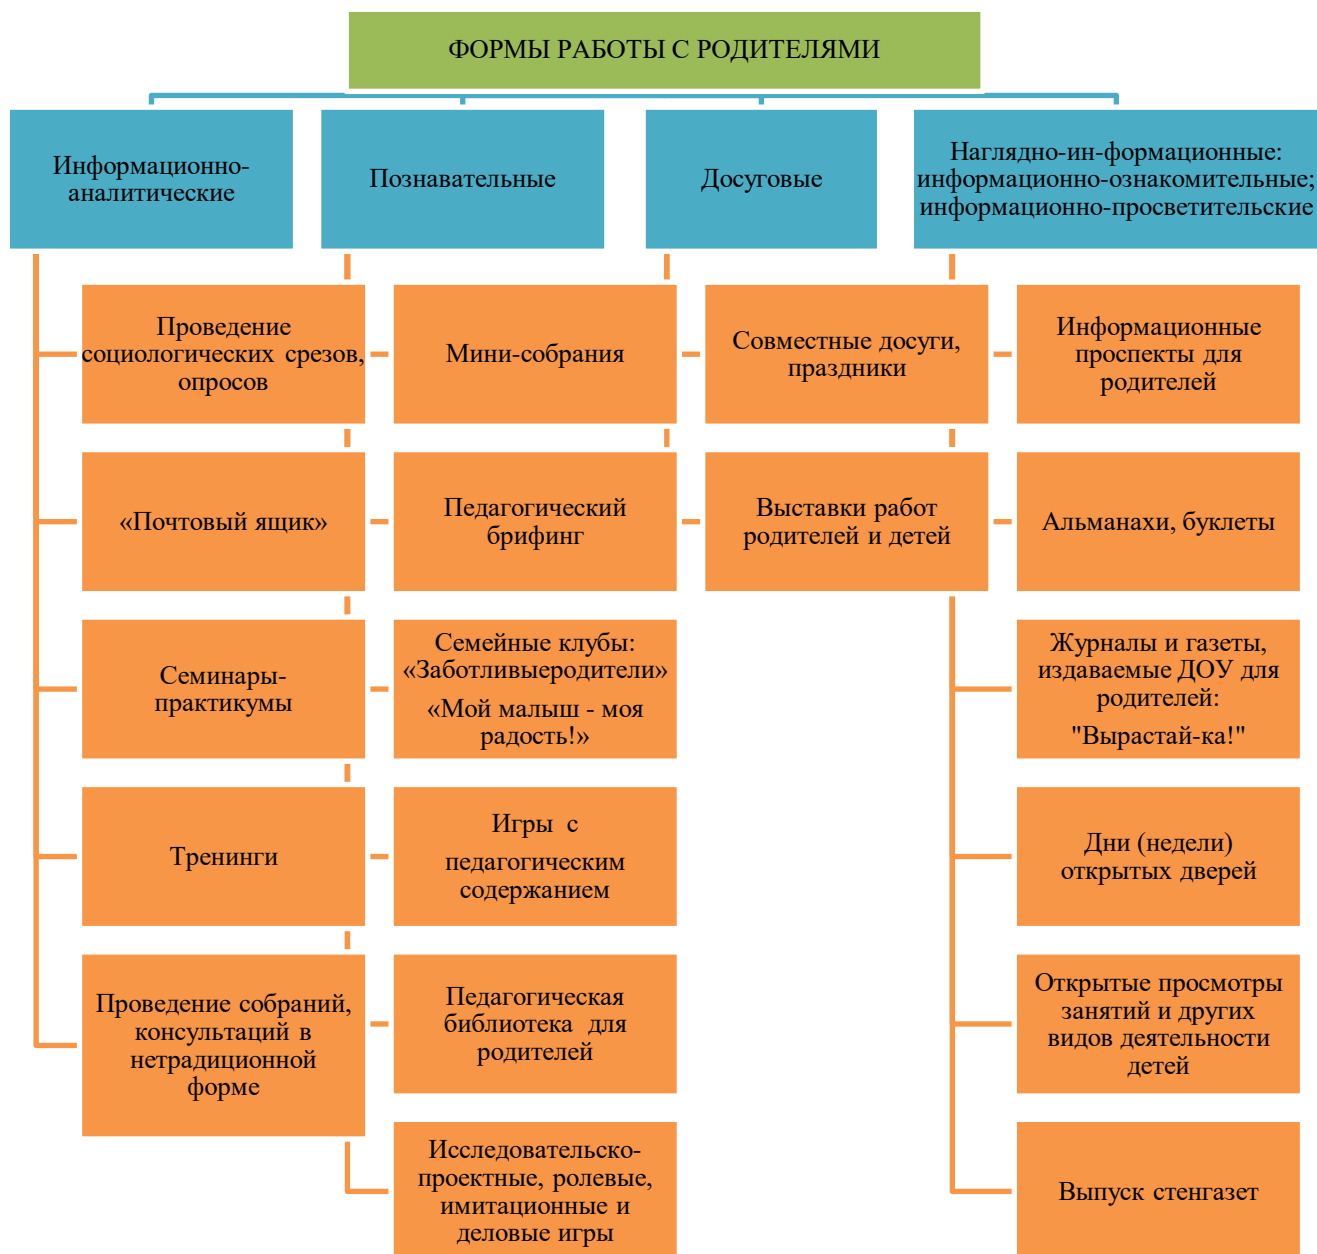 ФОРМЫ РАБОТЫ С РОДИТЕЛЯМИ
Информационно-
аналитические
Познавательные
Досуговые
Наглядно-ин-формационные:
информационно-ознакомительные;
информационно-просветительские
Проведение
социологических срезов,
опросов
«Почтовый ящик»
Семинары-
практикумы
Тренинги
Проведение собраний,
консультаций в
нетрадиционной
форме
Мини-собрания
Педагогический
брифинг
Семейные клубы:
«Заботливыеродители»
«Мой малыш - моя
радость!»
Игры с
педагогическим
содержанием
Педагогическая
библиотека для
родителей
Исследовательско-
проектные, ролевые,
имитационные и
деловые игры
Совместные досуги,
праздники
Выставки работ
родителей и детей
Информационные
проспекты для
родителей
Альманахи, буклеты
Журналы и газеты,
издаваемые ДОУ для
родителей:
"Вырастай-ка!"
Дни (недели)
открытых дверей
Открытые просмотры
занятий и других
видов деятельности
детей
Выпуск стенгазет